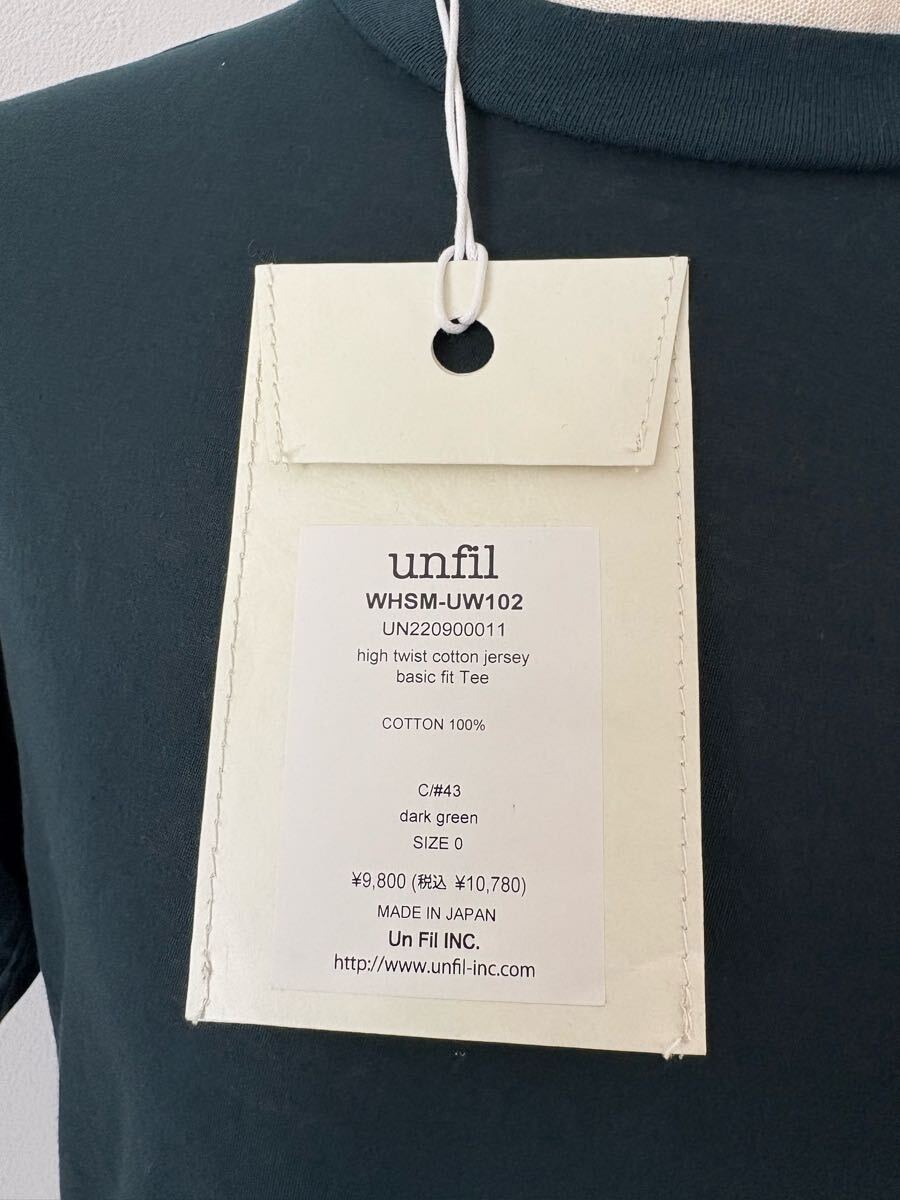 unfil
WHSM-UW102
UN220900011
high twist cotton jersey
basic fit Tee
COTTON 100%
C/#43
dark green
SIZE 0
¥9,800 (税込 ¥10,780)
MADE IN JAPAN
Un Fil INC.
http://www.unfil-inc.com